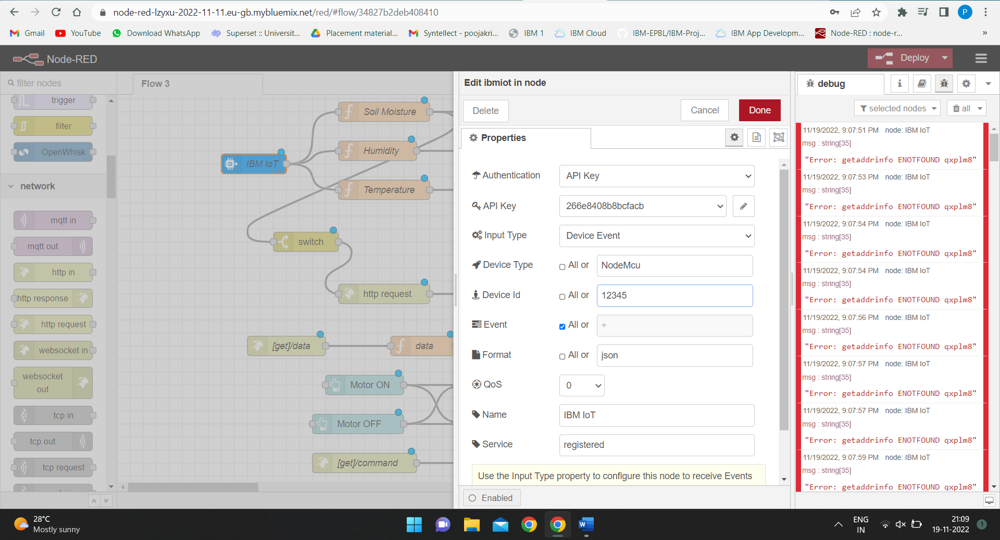 node-red-lzyxu-2022-11-11.eu-gb.mybluemix.net/red/#flow/34827b2deb408410
P
Gmail
YouTube
Download WhatsApp
Superset :: Universit...
Placement material...
Syntellect - poojakri...
IBM 1
IBM Cloud
IBM-EPBL/IBM-Proj...
IBM App Developm...
Node-RED : node-r...
»
Node-RED
Deploy
filter nodes
trigger
filter
OpenWhisk
network
mqtt in
mqtt out
http in
http response
http request
websocket in
websocket
out
tcp in
tcp out
tcp request
Flow 3
Soil Moisture
Humidity
IBM IoT
Temperature
switch
http request
[get]/data
data
Motor ON
Motor OFF
[get]/command
Edit ibmiot in node
Delete
Cancel
Done
Properties
Authentication
API Key
API Key
266e8408b8bcfacb
Input Type
Device Event
Device Type
All or
NodeMcu
Device Id
All or
12345
Event
All or
+
Format
All or
json
QoS
0
Name
IBM IoT
Service
registered
Use the Input Type property to configure this node to receive Events
Enabled
debug
i
selected nodes
all
11/19/2022, 9:07:51 PM node: IBM IoT
msg : string[35]
"Error: getaddrinfo ENOTFOUND qxplm8"
11/19/2022, 9:07:53 PM node: IBM IoT
msg : string[35]
"Error: getaddrinfo ENOTFOUND qxplm8"
11/19/2022, 9:07:54 PM node: IBM IoT
msg : string[35]
"Error: getaddrinfo ENOTFOUND qxplm8"
11/19/2022, 9:07:54 PM node: IBM IoT
msg : string[35]
"Error: getaddrinfo ENOTFOUND qxplm8"
11/19/2022, 9:07:56 PM node: IBM IoT
msg : string[35]
"Error: getaddrinfo ENOTFOUND qxplm8"
11/19/2022, 9:07:57 PM node: IBM IoT
msg : string[35]
"Error: getaddrinfo ENOTFOUND qxplm8"
11/19/2022, 9:07:57 PM node: IBM IoT
msg : string[35]
"Error: getaddrinfo ENOTFOUND qxplm8"
11/19/2022, 9:07:59 PM node: IBM IoT
msg : string[35]
"Error: getaddrinfo ENOTFOUND qxplm8"
28°C
Mostly sunny
ENG
IN
21:09
19-11-2022
1